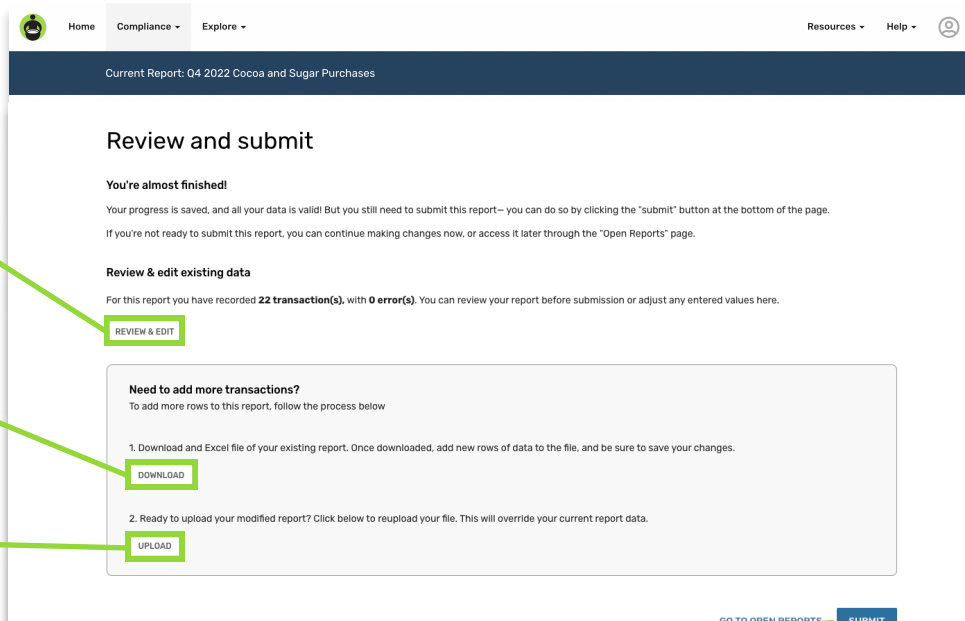 Home Compliance Explore Resources Help
Current Report: Q4 2022 Cocoa and Sugar Purchases
Review and submit
You're almost finished!
Your progress is saved, and all your data is valid! But you still need to submit this report— you can do so by clicking the "submit" button at the bottom of the page.
If you're not ready to submit this report, you can continue making changes now, or access it later through the "Open Reports" page.
Review & edit existing data
For this report you have recorded 22 transaction(s), with 0 error(s). You can review your report before submission or adjust any entered values here.
REVIEW & EDIT
Need to add more transactions?
To add more rows to this report, follow the process below
1. Download and Excel file of your existing report. Once downloaded, add new rows of data to the file, and be sure to save your changes.
DOWNLOAD
2. Ready to upload your modified report? Click below to reupload your file. This will override your current report data.
UPLOAD
GO TO OPEN REPORTS SUBMIT